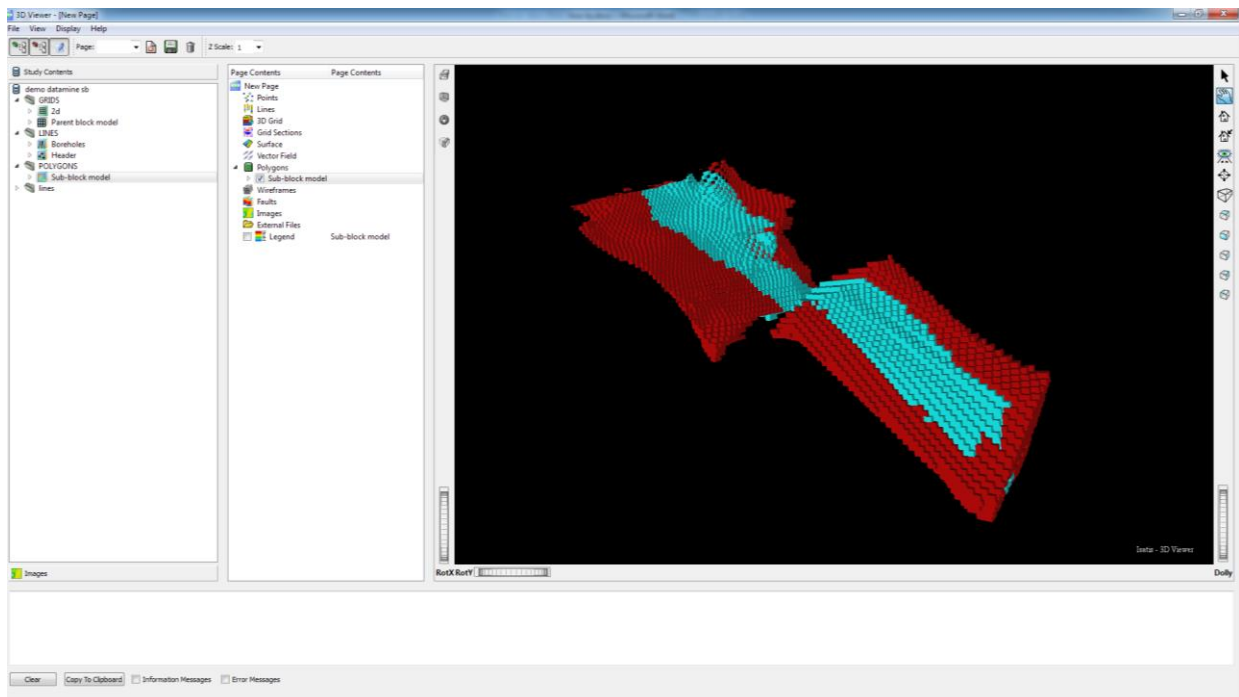 3D Viewer - [New Page]
File View Display Help
Page: Z Scale: 1
Study Contents
demo datamine sb
GRIDS
2d
Parent block model
LINES
Boreholes
Header
POLYGONS
Sub-block model
lines
Images
Page Contents Page Contents
New Page
Points
Lines
3D Grid
Grid Sections
Surface
Vector Field
Polygons
Sub-block model
Wireframes
Faults
Images
External Files
Legend Sub-block model
Isatis - 3D Viewer
RotX RotY Dolly
Clear Copy To Clipboard Information Messages Error Messages